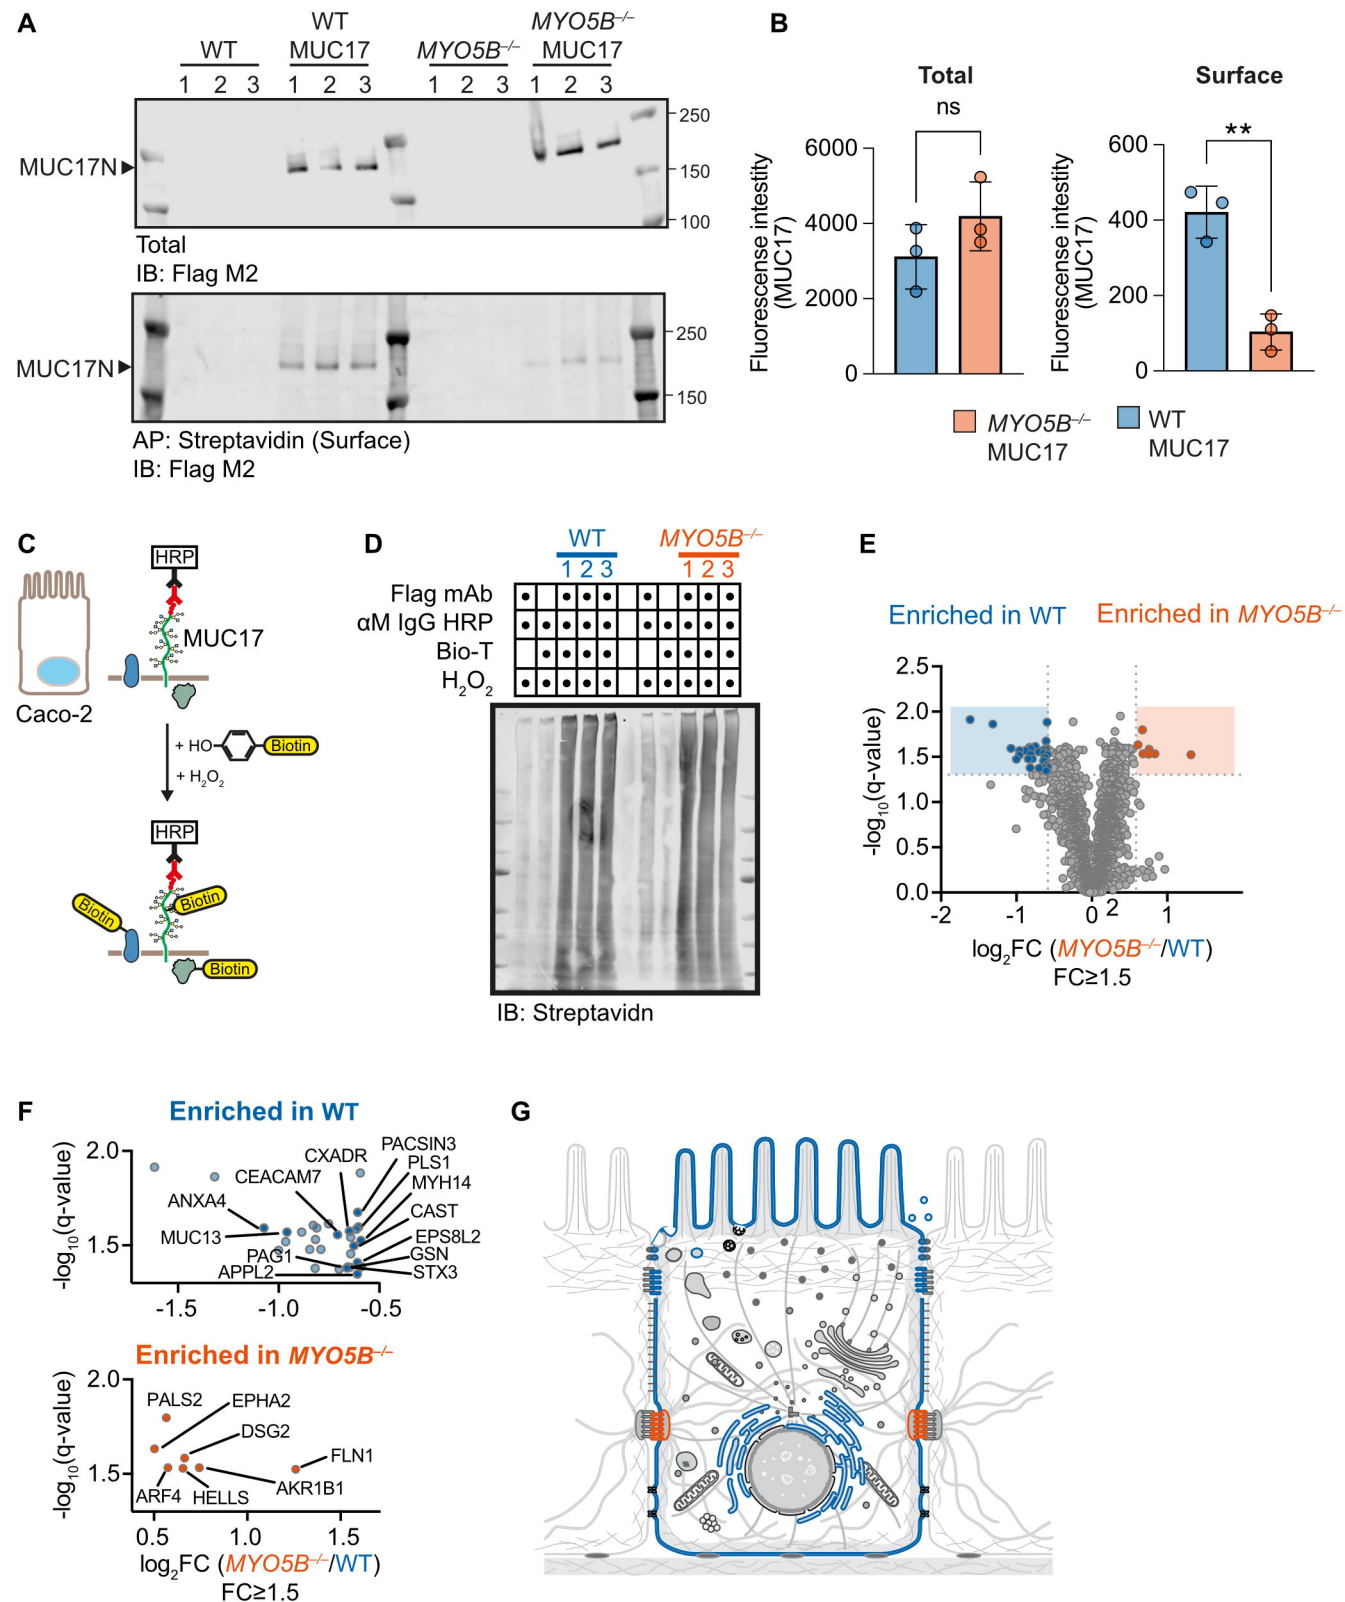 A
WT
WT MUC17
MYO5B–/–
MYO5B–/– MUC17
1 2 3 1 2 3 1 2 3 1 2 3
MUC17N
250
150
100
Total
IB: Flag M2
MUC17N
250
150
AP: Streptavidin (Surface)
IB: Flag M2
B
Total
ns
Fluorescense intestity
(MUC17)
6000
4000
2000
0
Surface
**
Fluorescense intestity
(MUC17)
600
400
200
0
MYO5B–/–
MUC17
WT
MUC17
C
HRP
MUC17
Caco-2
+ HO Biotin
+ H2O2
HRP
Biotin
Biotin
Biotin
D
WT
MYO5B–/–
1 2 3 1 2 3
Flag mAb
αM IgG HRP
Bio-T
H2O2
IB: Streptavidn
E
Enriched in WT
Enriched in MYO5B–/–
-log10(q-value)
2.5
2.0
1.5
1.0
0.5
0.0
-2 -1 0 2 1
log2FC (MYO5B–/–/WT)
FC≥1.5
F
Enriched in WT
-log10(q-value)
2.0
1.5
PACSIN3
CXADR
PLS1
CEACAM7
MYH14
ANXA4
CAST
MUC13
EPS8L2
PAG1
GSN
APPL2
STX3
-1.5 -1.0 -0.5
Enriched in MYO5B–/–
-log10(q-value)
2.0
1.5
PALS2
EPHA2
DSG2
FLN1
ARF4
HELLS
AKR1B1
0.5 1.0 1.5
log2FC (MYO5B–/–/WT)
FC≥1.5
G